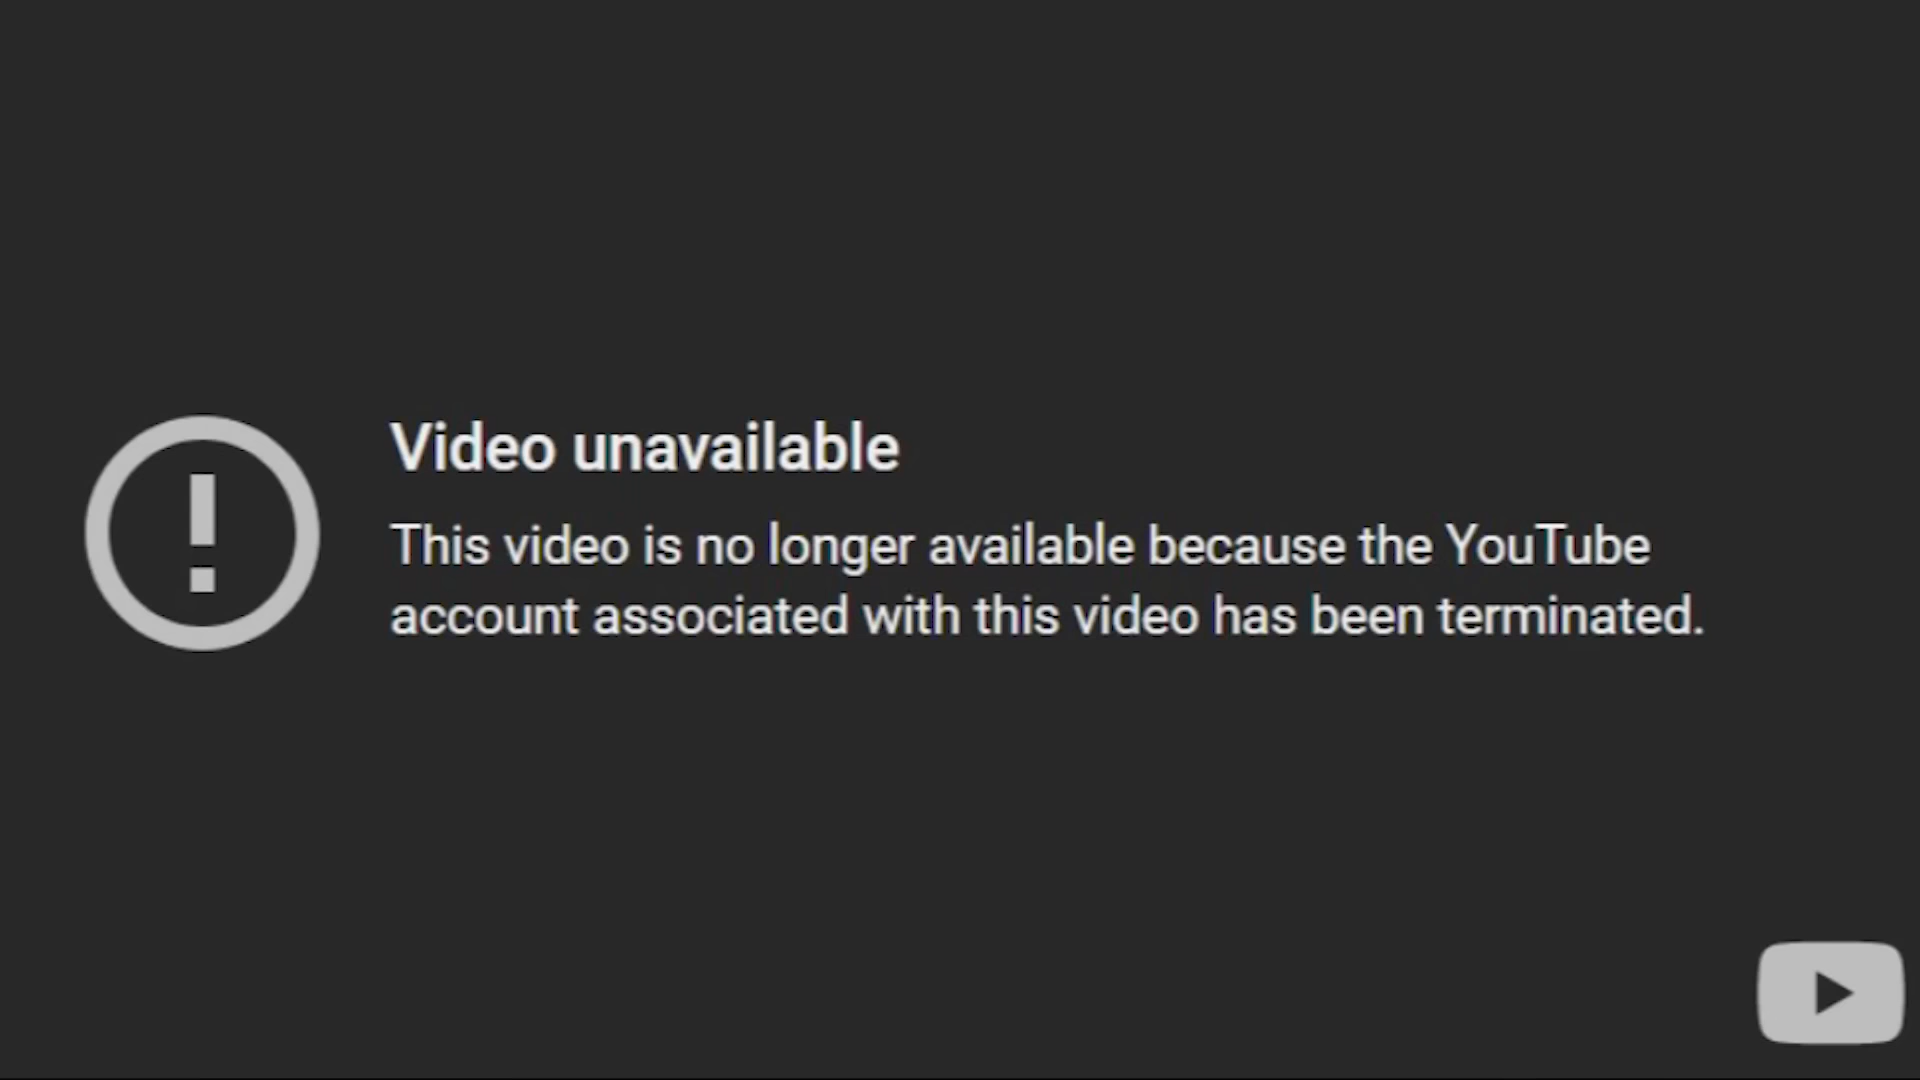 Video unavailable
This video is no longer available because the YouTube
account associated with this video has been terminated.